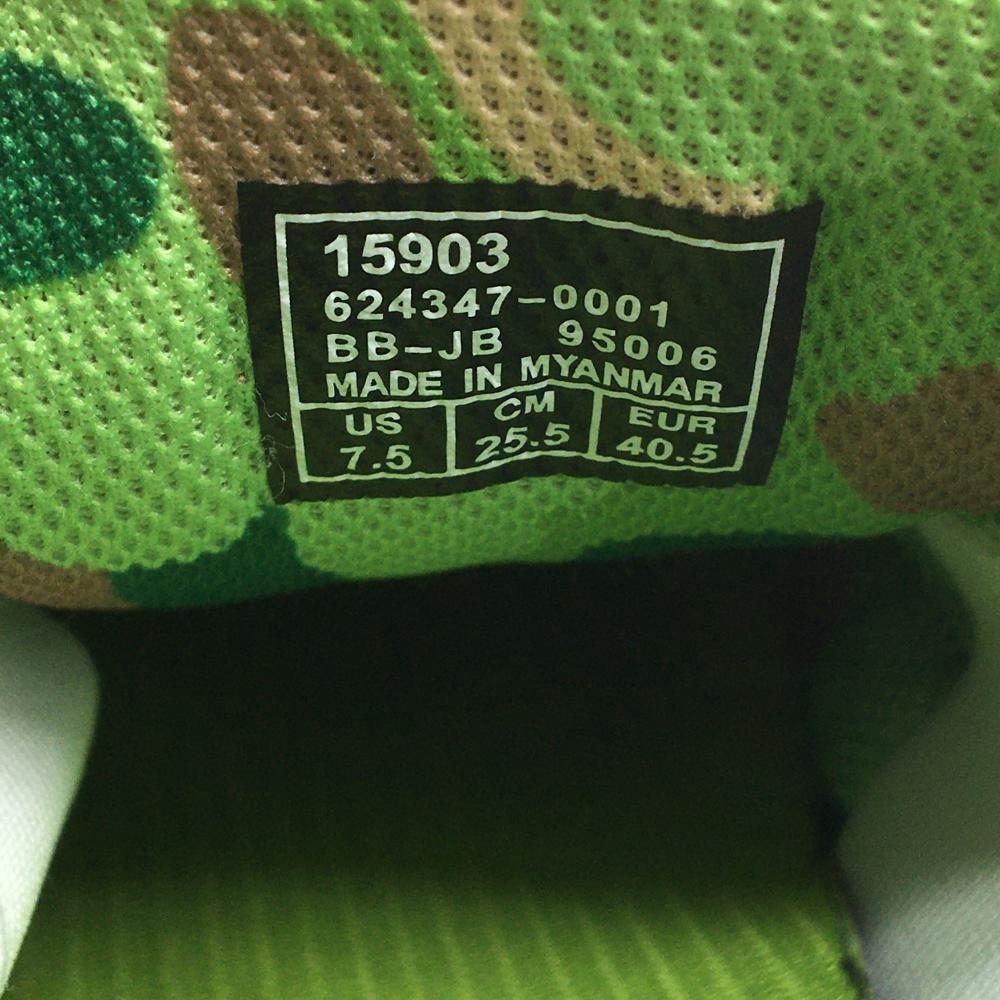 15903
624347-0001
BB-JB 95006
MADE IN MYANMAR
US CM EUR
7.5 25.5 40.5